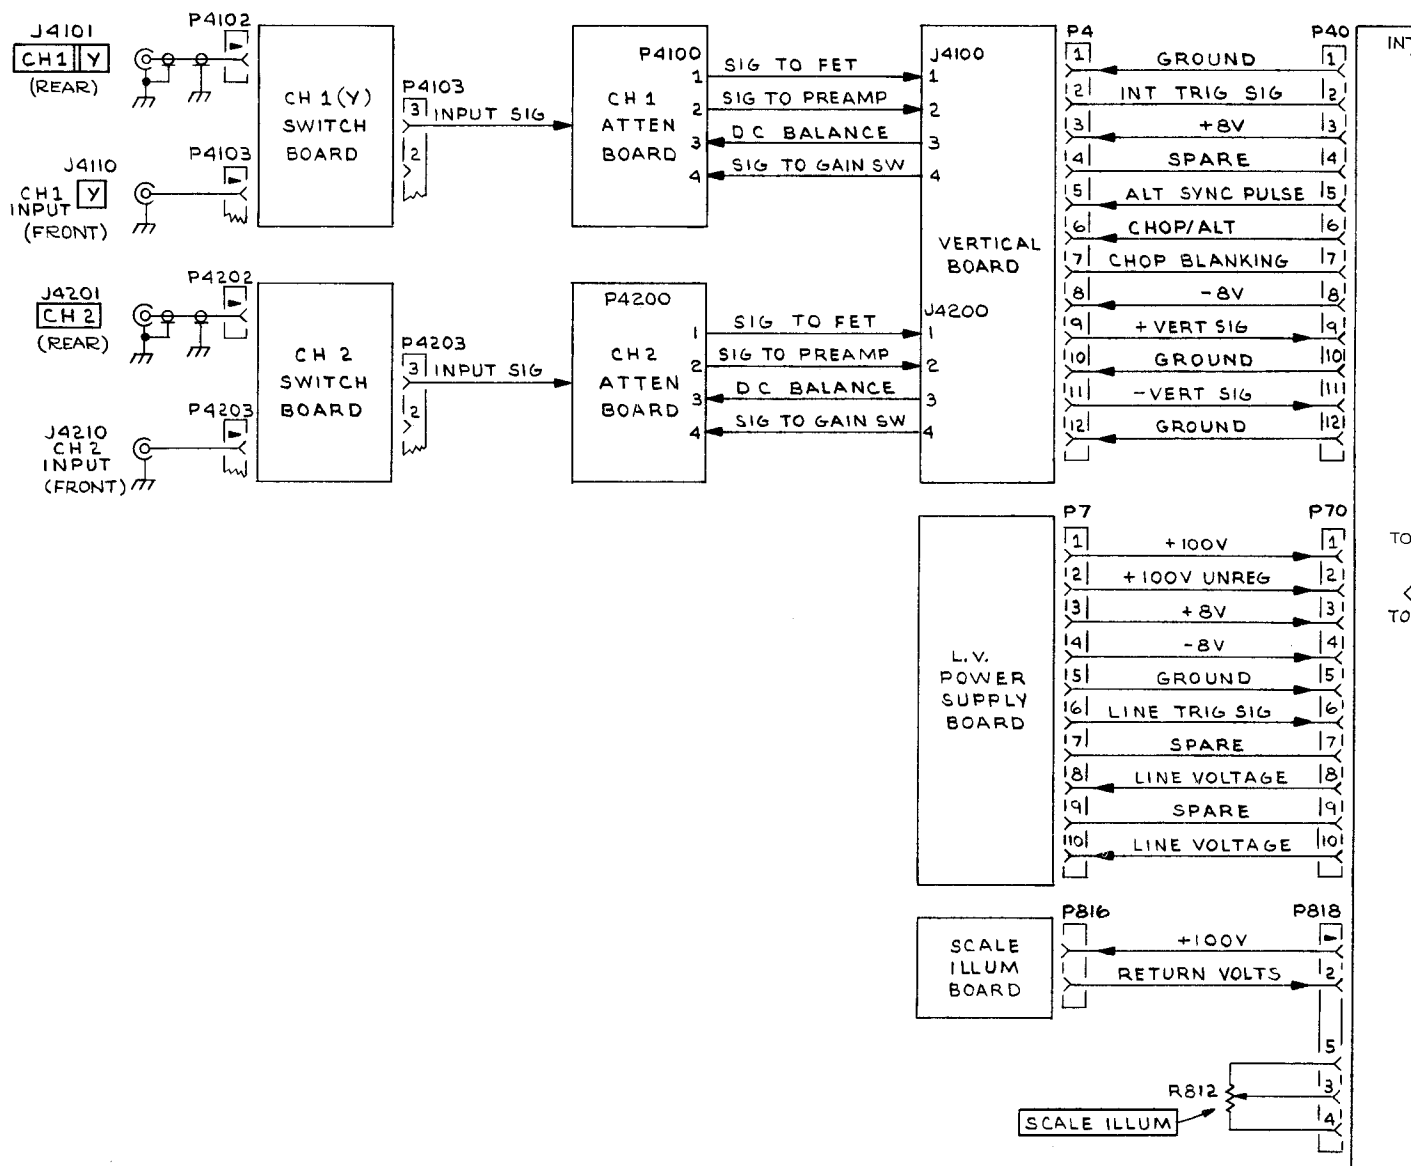 J4101
CH1 Y
(REAR)
P4102
CH 1(Y)
SWITCH
BOARD
J4110
CH1 Y
INPUT
(FRONT)
P4103
P4103
3 INPUT SIG
2
P4100
CH 1
ATTEN
BOARD
1 SIG TO FET 1
2 SIG TO PREAMP 2
3 DC BALANCE 3
4 SIG TO GAIN SW 4
J4100
VERTICAL
BOARD
J4201
CH 2
(REAR)
P4202
CH 2
SWITCH
BOARD
J4210
CH 2
INPUT
(FRONT)
P4203
P4203
3 INPUT SIG
2
P4200
CH2
ATTEN
BOARD
1 SIG TO FET 1
2 SIG TO PREAMP 2
3 DC BALANCE 3
4 SIG TO GAIN SW 4
J4200
P4 P40
1 GROUND 1
2 INT TRIG SIG 2
3 +8V 3
4 SPARE 4
5 ALT SYNC PULSE 5
6 CHOP/ALT 6
7 CHOP BLANKING 7
8 -8V 8
9 +VERT SIG 9
10 GROUND 10
11 -VERT SIG 11
12 GROUND 12
INT
L.V.
POWER
SUPPLY
BOARD
P7 P70
1 +100V 1
2 +100V UNREG 2
3 +8V 3
4 -8V 4
5 GROUND 5
6 LINE TRIG SIG 6
7 SPARE 7
8 LINE VOLTAGE 8
9 SPARE 9
10 LINE VOLTAGE 10
TO
TO
SCALE
ILLUM
BOARD
P816 P818
+100V
RETURN VOLTS 2
5
R812 3
SCALE ILLUM 4